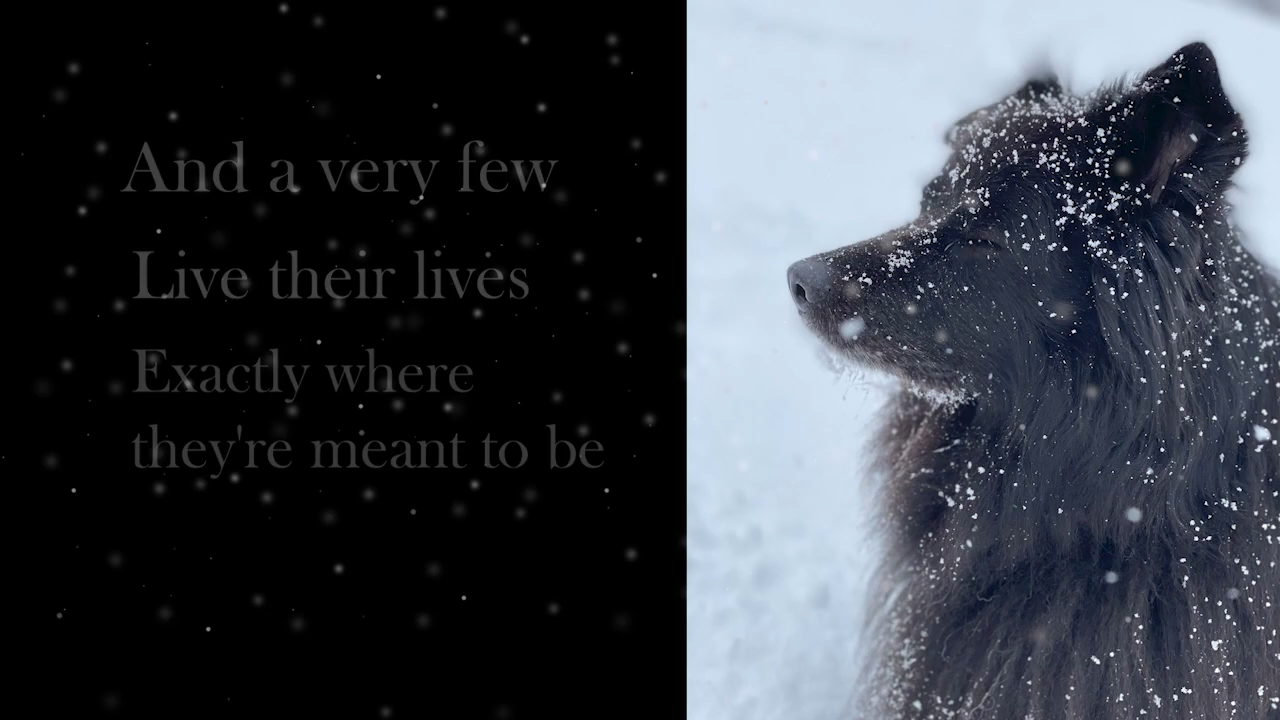 And a very few
Live their lives
Exactly where
they're meant to be